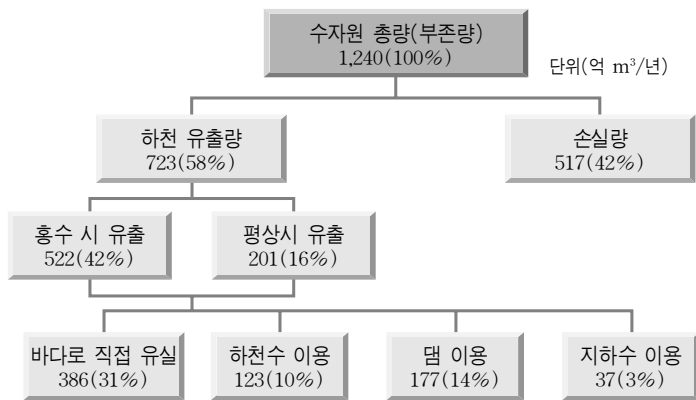 수자원 총량(부존량)
1,240(100%)
단위(억 m³/년)
하천 유출량
723(58%)
손실량
517(42%)
홍수 시 유출
522(42%)
평상시 유출
201(16%)
바다로 직접 유실
386(31%)
하천수 이용
123(10%)
댐 이용
177(14%)
지하수 이용
37(3%)